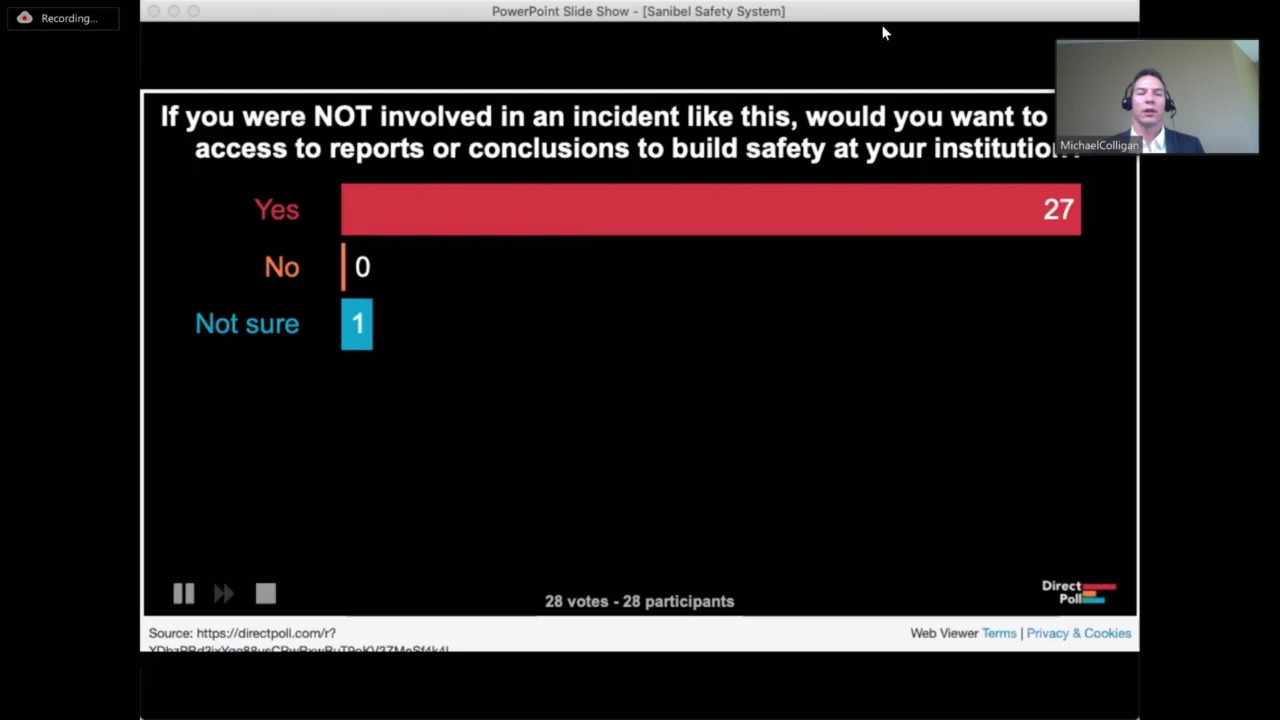 Recording...
PowerPoint Slide Show - [Sanibel Safety System]
MichaelColligan
If you were NOT involved in an incident like this, would you want to
access to reports or conclusions to build safety at your
Yes
27
No
0
Not sure
1
28 votes - 28 participants
Direct
Poll
Source: https://directpoll.com/r?
Web Viewer Terms | Privacy & Cookies